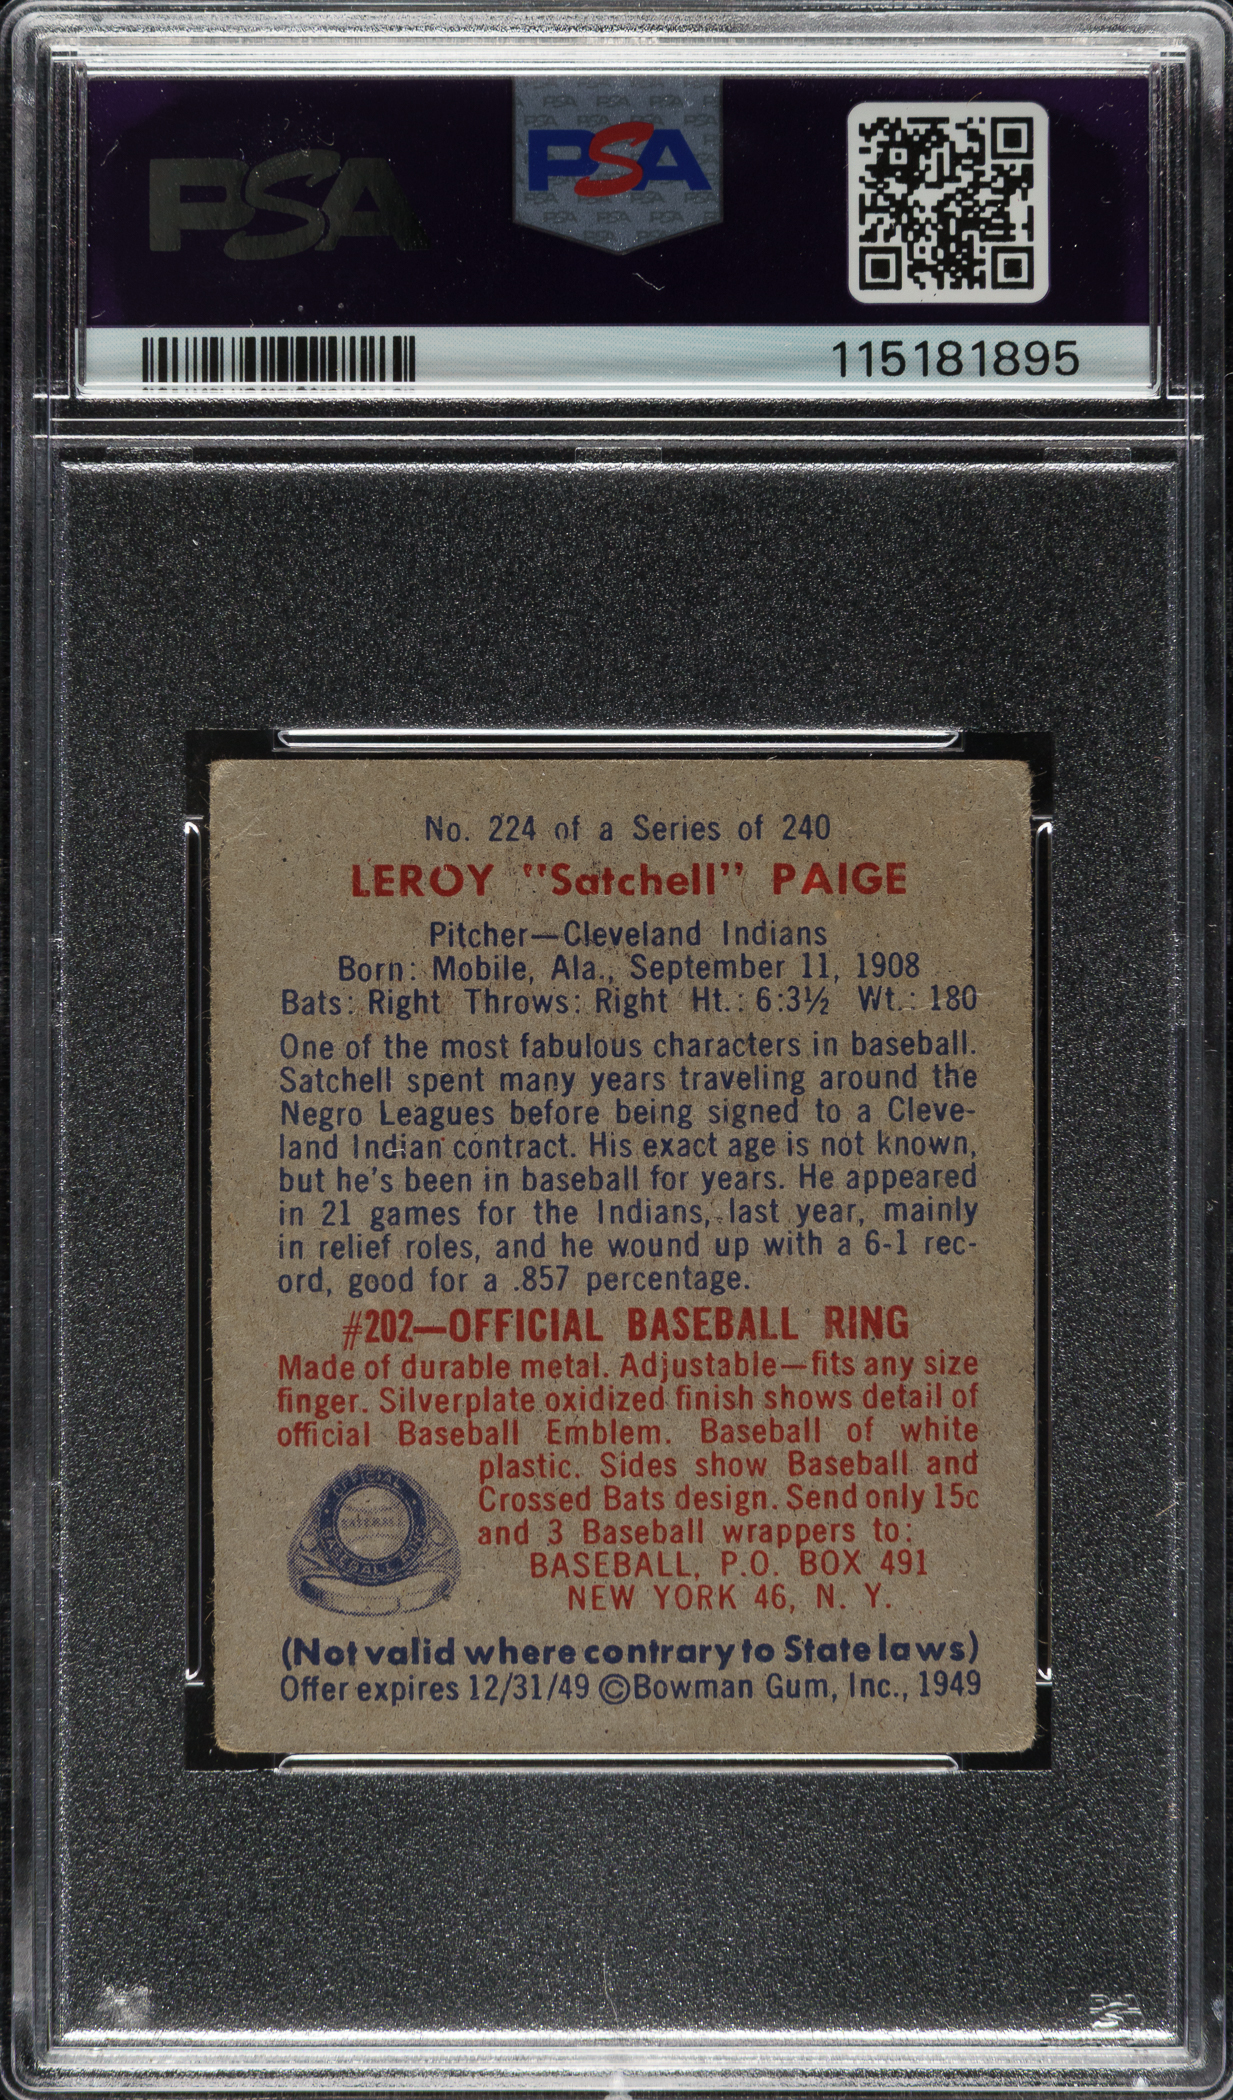 PSA
PSA
115181895
No. 224 of a Series of 240
LEROY "Satchell" PAIGE
Pitcher—Cleveland Indians
Born: Mobile, Ala., September 11, 1908
Bats: Right Throws: Right Ht.: 6:3½ Wt.: 180
One of the most fabulous characters in baseball.
Satchell spent many years traveling around the
Negro Leagues before being signed to a Cleve-
land Indian contract. His exact age is not known,
but he's been in baseball for years. He appeared
in 21 games for the Indians, last year, mainly
in relief roles, and he wound up with a 6-1 rec-
ord, good for a .857 percentage.
#202—OFFICIAL BASEBALL RING
Made of durable metal. Adjustable—fits any size
finger. Silverplate oxidized finish shows detail of
official Baseball Emblem. Baseball of white
plastic. Sides show Baseball and
Crossed Bats design. Send only 15c
and 3 Baseball wrappers to:
BASEBALL, P.O. BOX 491
NEW YORK 46, N. Y.
(Not valid where contrary to State laws)
Offer expires 12/31/49 ©Bowman Gum, Inc., 1949